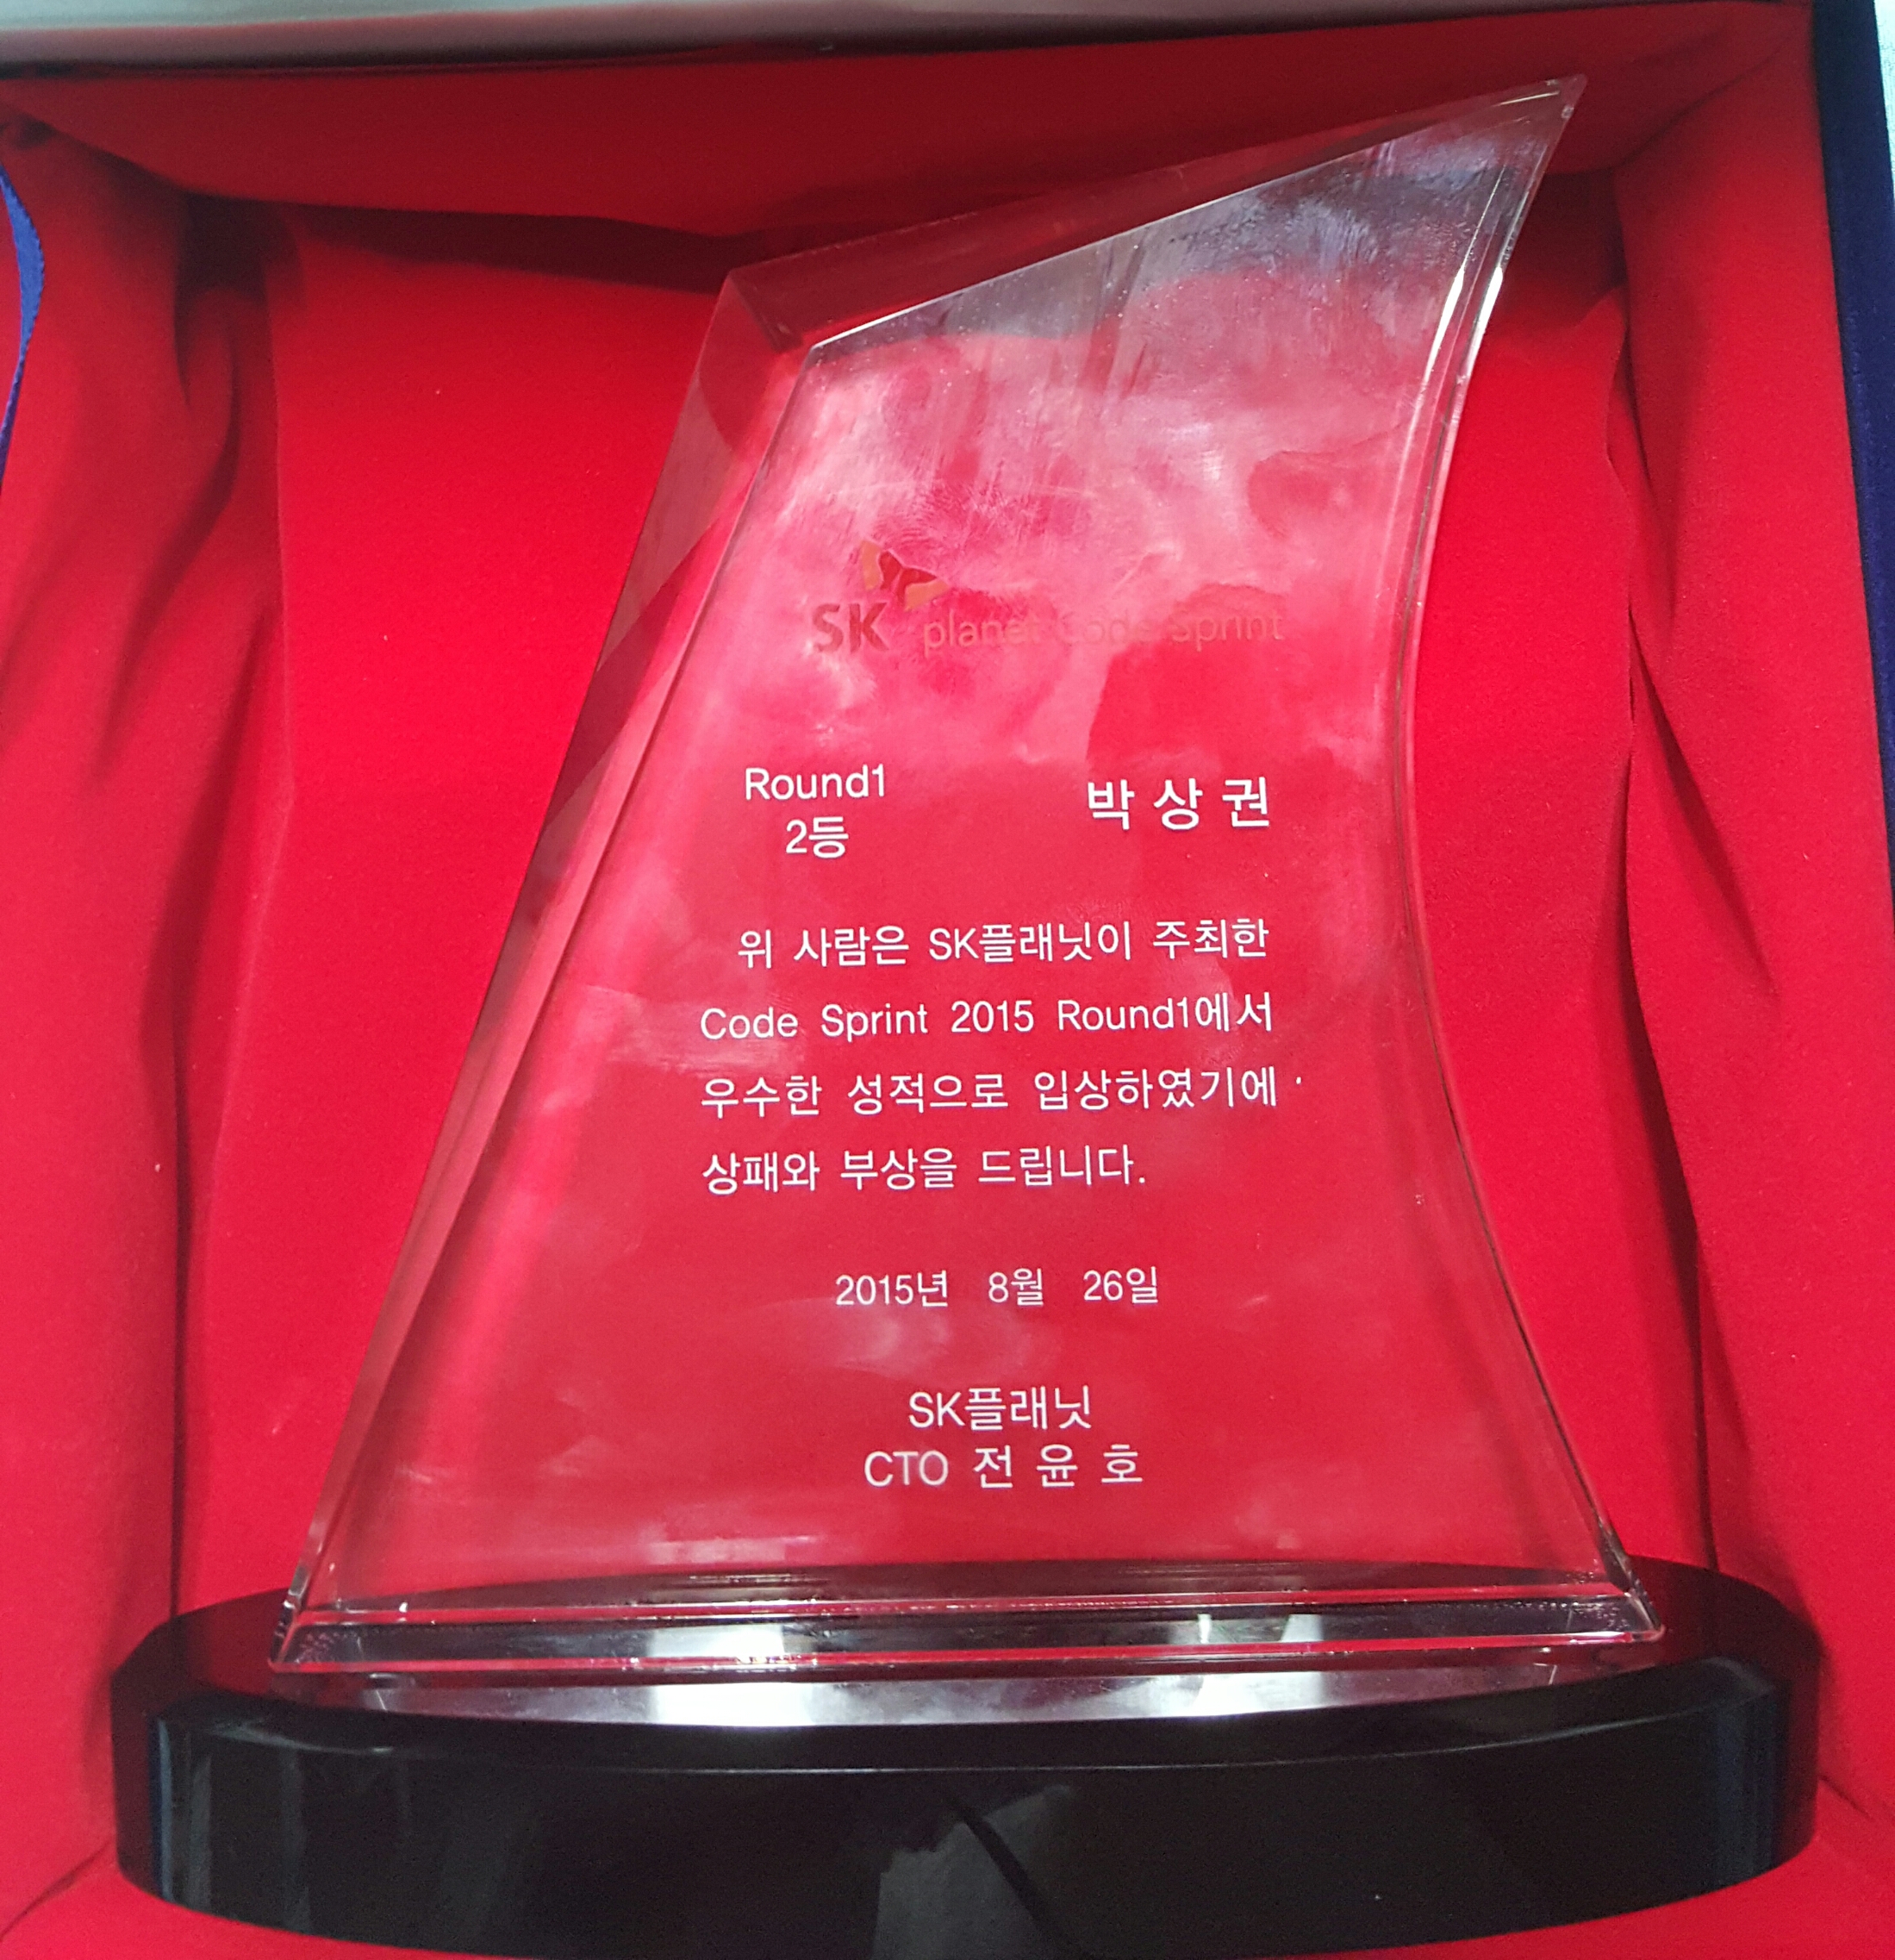 SK planet Code Sprint
Round1
2등
박 상 권
위 사람은 SK플래닛이 주최한
Code Sprint 2015 Round1에서
우수한 성적으로 입상하였기에
상패와 부상을 드립니다.
2015년 8월 26일
SK플래닛
CTO 전 윤 호